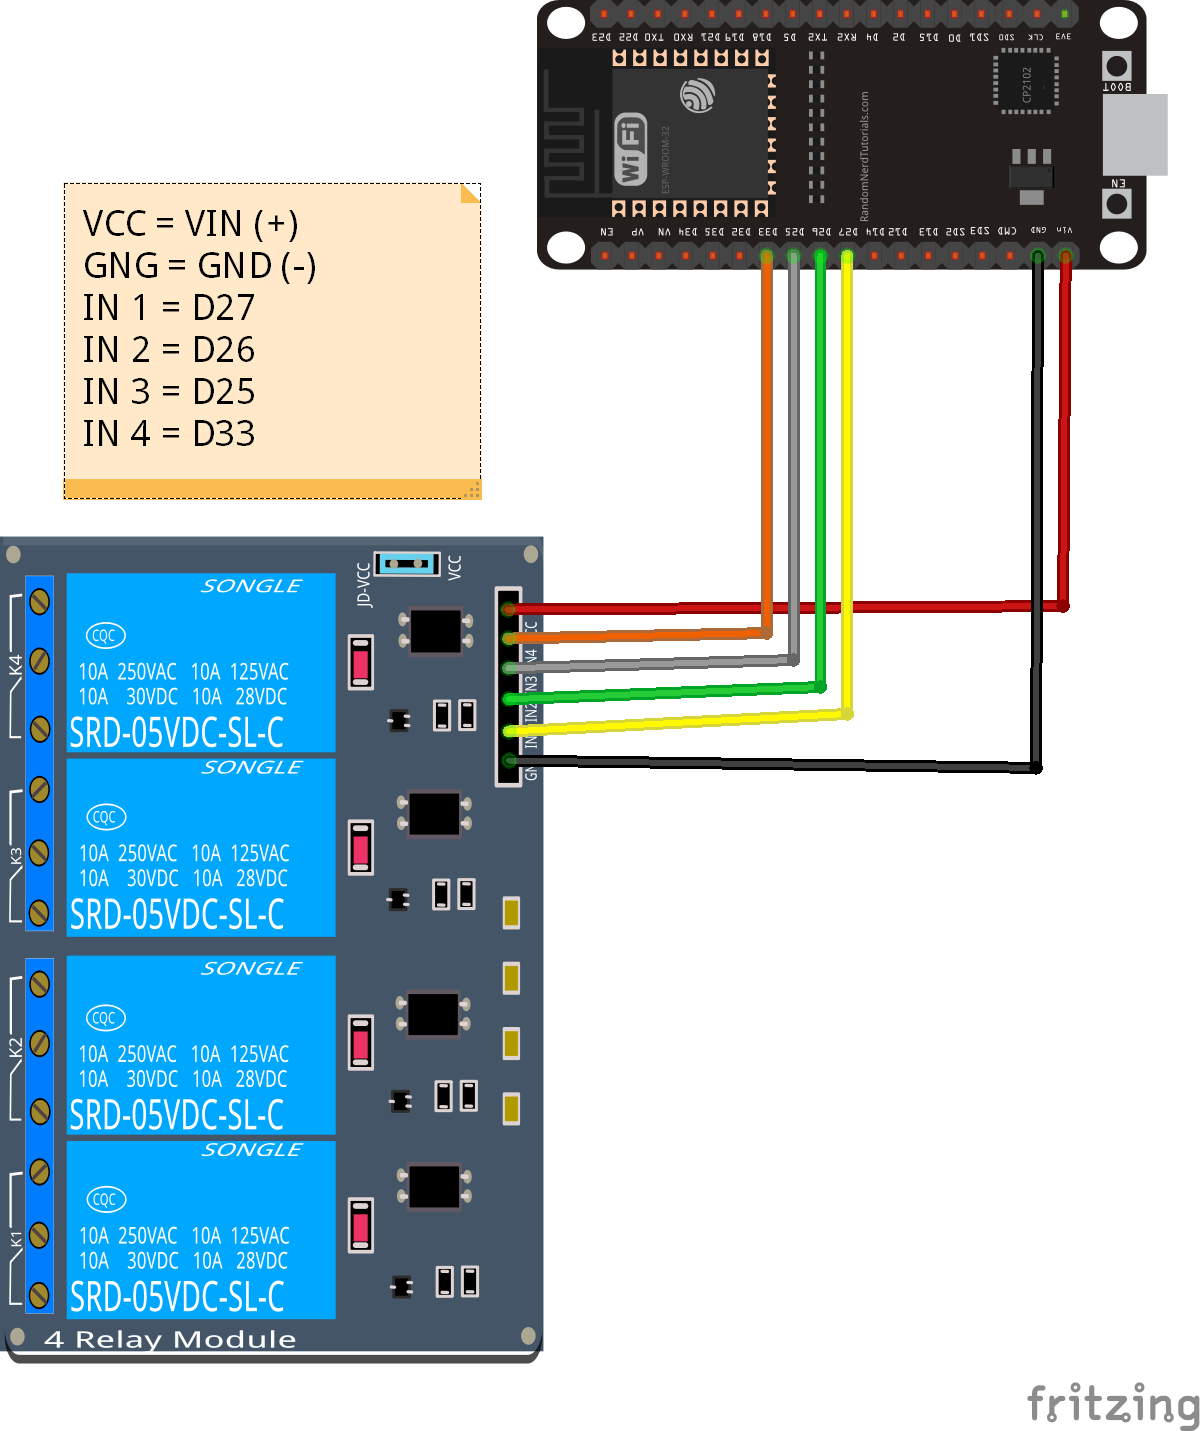 D23 D22 TXO RXO D21 D19 D18 D5 TX2 RX2 D4 D2 D15 D0 SD1 SD0 CLK 3V3
BOOT
CP2102
WiFi
ESP-WROOM-32
RandomNerdTutorials.com
EN
EN VP VN D34 D35 D32 D33 D25 D26 D27 D14 D12 D13 SD2 SD3 CMD GND Vin
VCC = VIN (+)
GNG = GND (-)
IN 1 = D27
IN 2 = D26
IN 3 = D25
IN 4 = D33
JD-VCC
VCC
K4
SONGLE
CQC
10A 250VAC 10A 125VAC
10A 30VDC 10A 28VDC
SRD-05VDC-SL-C
IN2
K3
SONGLE
CQC
10A 250VAC 10A 125VAC
10A 30VDC 10A 28VDC
SRD-05VDC-SL-C
K2
SONGLE
CQC
10A 250VAC 10A 125VAC
10A 30VDC 10A 28VDC
SRD-05VDC-SL-C
K1
SONGLE
CQC
10A 250VAC 10A 125VAC
10A 30VDC 10A 28VDC
SRD-05VDC-SL-C
4 Relay Module
fritzing